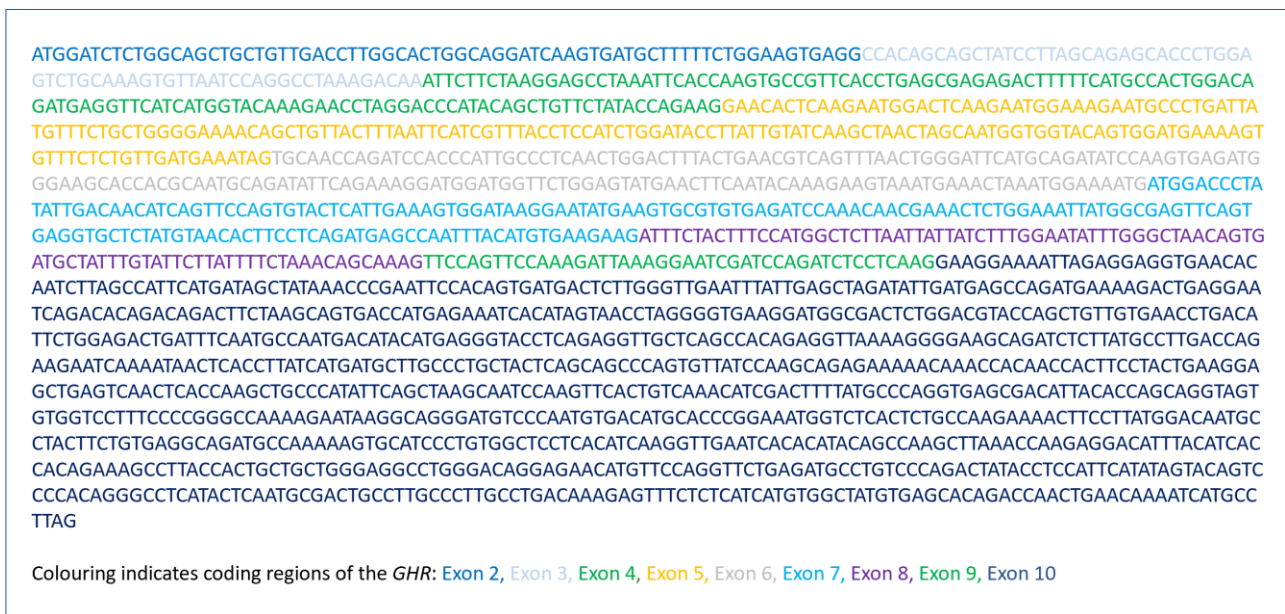 ATGGATCTCTGGCAGCTGCTGTTGACCTTGGCACTGGCAGGATCAAGTGATGCTTTTTCTGGAAGTGAGGCCACAGCAGCTATCCTTAGCAGAGCACCCTGGA
GTCTGCAAAGTGTTAATCCAGGCCTAAAGACAAATTCTTCTAAGGAGCCTAAATTCACCAAGTGCCGTTCACCTGAGCGAGAGACTTTTTCATGCCACTGGACA
GATGAGGTTCATCATGGTACAAAGAACCTAGGACCCATACAGCTGTTCTATACCAGAAGGAACACTCAAGAATGGACTCAAGAATGGAAAGAATGCCCTGATTA
TGTTTCTGCTGGGGAAAACAGCTGTTACTTTAATTCATCGTTTACCTCCATCTGGATACCTTATTGTATCAAGCTAACTAGCAATGGTGGTACAGTGGATGAAAAGT
GTTTCTCTGTTGATGAAATAGTGCAACCAGATCCACCCATTGCCCTCAACTGGACTTTACTGAACGTCAGTTTAACTGGGATTCATGCAGATATCCAAGTGAGATG
GGAAGCACCACGCAATGCAGATATTCAGAAAGGATGGATGGTTCTGGAGTATGAACTTCAATACAAAGAAGTAAATGAAACTAAATGGAAAATGATGGACCCTA
TATTGACAACATCAGTTCCAGTGTACTCATTGAAAGTGGATAAGGAATATGAAGTGCGTGTGAGATCCAAACAACGAAACTCTGGAAATTATGGCGAGTTCAGT
GAGGTGCTCTATGTAACACTTCCTCAGATGAGCCAATTTACATGTGAAGAAGATTTCTACTTTCCATGGCTCTTAATTATTATCTTTGGAATATTTGGGCTAACAGTG
ATGCTATTTGTATTCTTATTTTCTAAACAGCAAAGTTCCAGTTCCAAAGATTAAAGGAATCGATCCAGATCTCCTCAAGGAAGGAAAATTAGAGGAGGTGAACAC
AATCTTAGCCATTCATGATAGCTATAAACCCGAATTCCACAGTGATGACTCTTGGGTTGAATTTATTGAGCTAGATATTGATGAGCCAGATGAAAAGACTGAGGAA
TCAGACACAGACAGACTTCTAAGCAGTGACCATGAGAAATCACATAGTAACCTAGGGGTGAAGGATGGCGACTCTGGACGTACCAGCTGTTGTGAACCTGACA
TTCTGGAGACTGATTTCAATGCCAATGACATACATGAGGGTACCTCAGAGGTTGCTCAGCCACAGAGGTTAAAAGGGGAAGCAGATCTCTTATGCCTTGACCAG
AAGAATCAAAATAACTCACCTTATCATGATGCTTGCCCTGCTACTCAGCAGCCCAGTGTTATCCAAGCAGAGAAAAACAAACCACAACCACTTCCTACTGAAGGA
GCTGAGTCAACTCACCAAGCTGCCCATATTCAGCTAAGCAATCCAAGTTCACTGTCAAACATCGACTTTTATGCCCAGGTGAGCGACATTACACCAGCAGGTAGT
GTGGTCCTTTCCCCGGGCCAAAAGAATAAGGCAGGGATGTCCCAATGTGACATGCACCCGGAAATGGTCTCACTCTGCCAAGAAAACTTCCTTATGGACAATGC
CTACTTCTGTGAGGCAGATGCCAAAAAGTGCATCCCTGTGGCTCCTCACATCAAGGTTGAATCACACATACAGCCAAGCTTAAACCAAGAGGACATTTACATCAC
CACAGAAAGCCTTACCACTGCTGCTGGGAGGCCTGGGACAGGAGAACATGTTCCAGGTTCTGAGATGCCTGTCCCAGACTATACCTCCATTCATATAGTACAGTC
CCCACAGGGCCTCATACTCAATGCGACTGCCTTGCCCTTGCCTGACAAAGAGTTTCTCTCATCATGTGGCTATGTGAGCACAGACCAACTGAACAAAATCATGCC
TTAG
Colouring indicates coding regions of the GHR: Exon 2, Exon 3, Exon 4, Exon 5, Exon 6, Exon 7, Exon 8, Exon 9, Exon 10